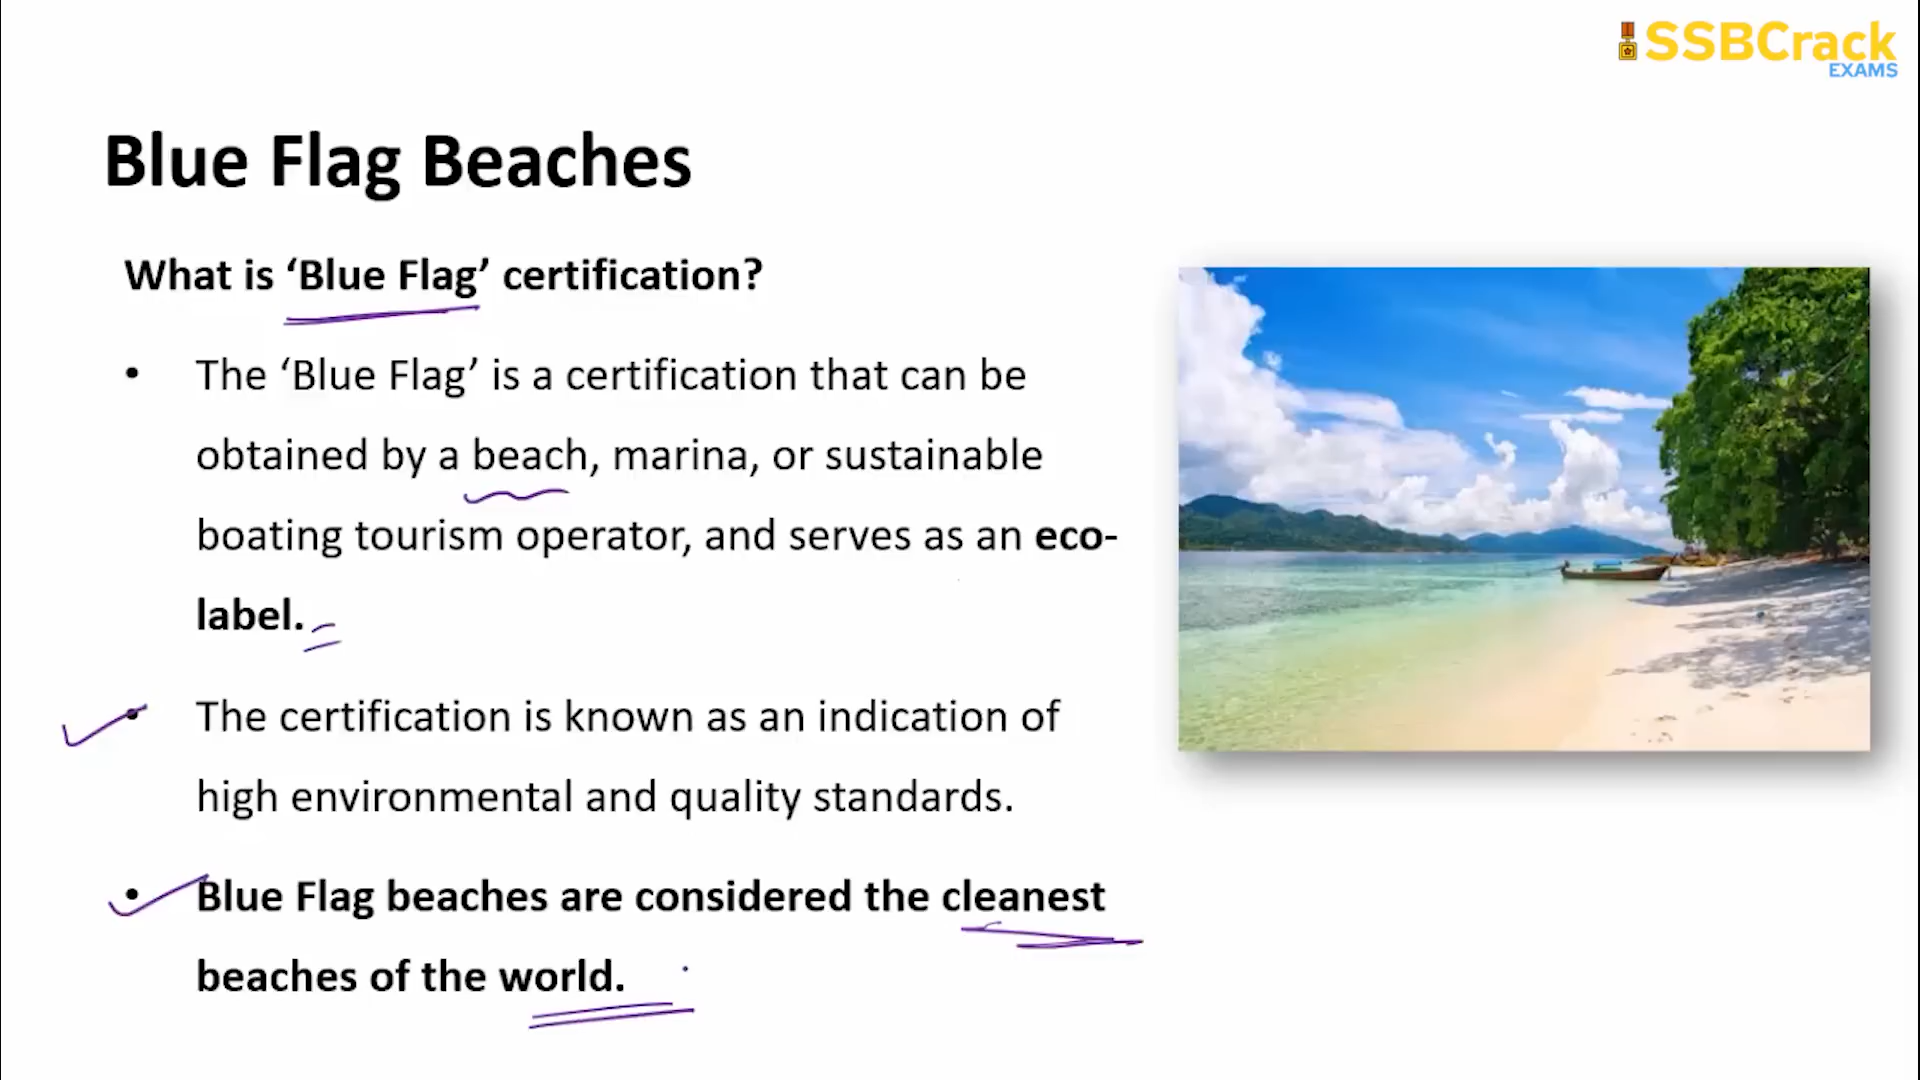 SSBCrack
EXAMS
Blue Flag Beaches
What is ‘Blue Flag’ certification?
• The ‘Blue Flag’ is a certification that can be
obtained by a beach, marina, or sustainable
boating tourism operator, and serves as an eco-
label.
• The certification is known as an indication of
high environmental and quality standards.
• Blue Flag beaches are considered the cleanest
beaches of the world.